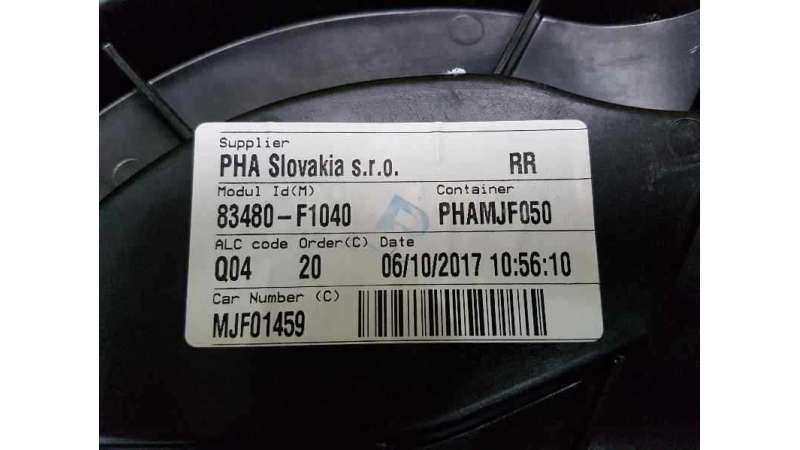 Supplier
PHA Slovakia s.r.o. RR
Modul Id(M) Container
83480-F1040 PHAMJF050
ALC code Order(C) Date
Q04 20 06/10/2017 10:56:10
Car Number (C)
MJF01459